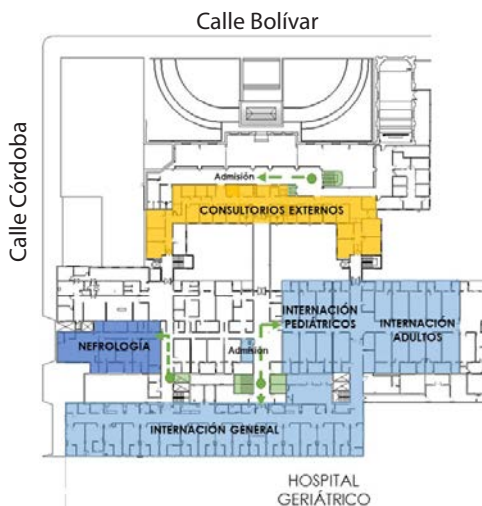 Calle Bolívar
Calle Córdoba
Admisión
CONSULTORIOS EXTERNOS
INTERNACIÓN
PEDIÁTRICOS
INTERNACIÓN
ADULTOS
NEFROLOGÍA
Admisión
INTERNACIÓN GENERAL
HOSPITAL
GERIÁTRICO